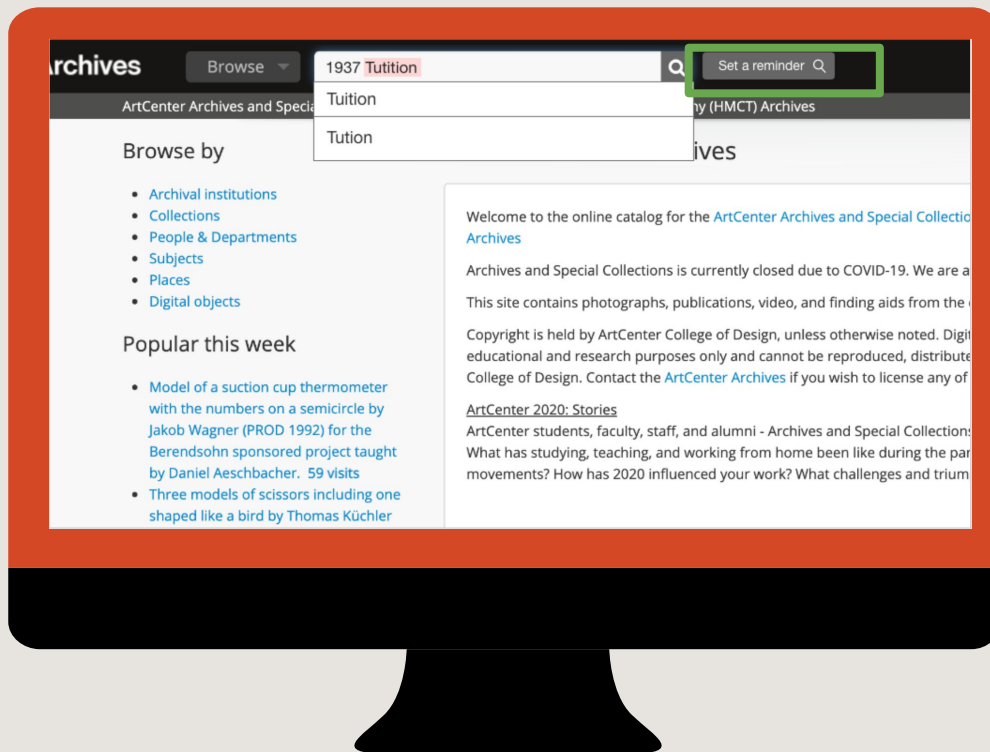 rchives
Browse
1937 Tutition
Set a reminder
Tuition
Tution
ArtCenter Archives and Specia
ny (HMCT) Archives
Browse by
Archival institutions
Collections
People & Departments
Subjects
Places
Digital objects
Popular this week
Model of a suction cup thermometer
with the numbers on a semicircle by
Jakob Wagner (PROD 1992) for the
Berendsohn sponsored project taught
by Daniel Aeschbacher. 59 visits
Three models of scissors including one
shaped like a bird by Thomas Küchler
ives
Welcome to the online catalog for the ArtCenter Archives and Special Collectio
Archives
Archives and Special Collections is currently closed due to COVID-19. We are a
This site contains photographs, publications, video, and finding aids from the
Copyright is held by ArtCenter College of Design, unless otherwise noted. Digit
educational and research purposes only and cannot be reproduced, distribute
College of Design. Contact the ArtCenter Archives if you wish to license any of
ArtCenter 2020: Stories
ArtCenter students, faculty, staff, and alumni - Archives and Special Collections
What has studying, teaching, and working from home been like during the par
movements? How has 2020 influenced your work? What challenges and trium